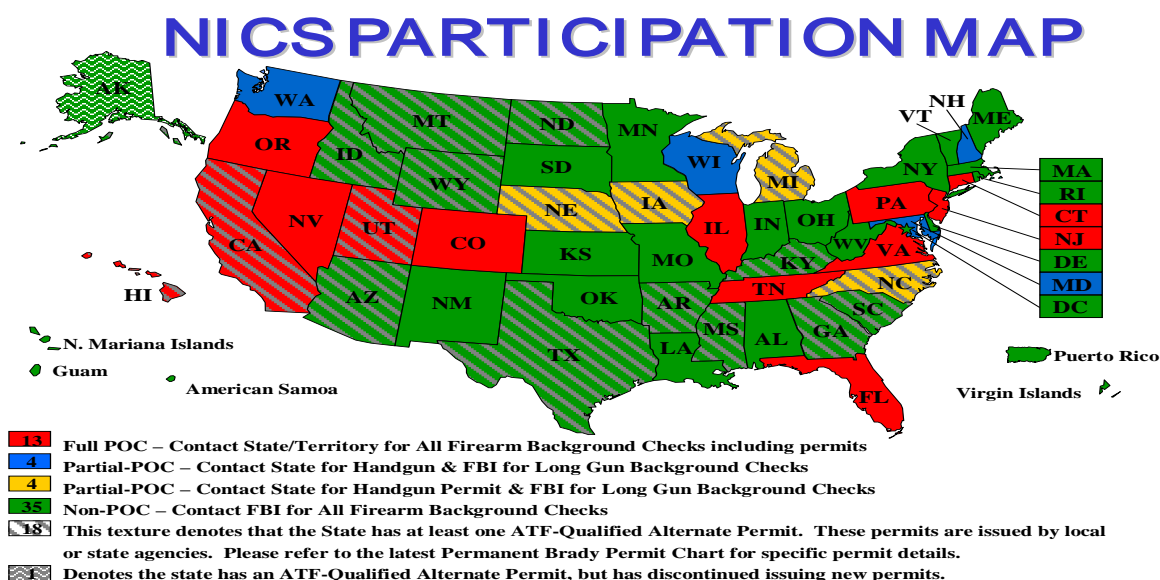 NICS PARTICIPATION MAP
AK
WA
OR
CA
NV
ID
MT
WY
UT
AZ
CO
NM
ND
SD
NE
KS
OK
TX
MN
IA
MO
AR
LA
WI
IL
MI
IN
OH
KY
TN
MS
AL
GA
FL
SC
NC
VA
WV
PA
NY
VT
NH
ME
MA
RI
CT
NJ
DE
MD
DC
HI
N. Mariana Islands
Guam
American Samoa
Puerto Rico
Virgin Islands
13 Full POC – Contact State/Territory for All Firearm Background Checks including permits
4 Partial-POC – Contact State for Handgun & FBI for Long Gun Background Checks
4 Partial-POC – Contact State for Handgun Permit & FBI for Long Gun Background Checks
35 Non-POC – Contact FBI for All Firearm Background Checks
18 This texture denotes that the State has at least one ATF-Qualified Alternate Permit. These permits are issued by local
or state agencies. Please refer to the latest Permanent Brady Permit Chart for specific permit details.
1 Denotes the state has an ATF-Qualified Alternate Permit, but has discontinued issuing new permits.